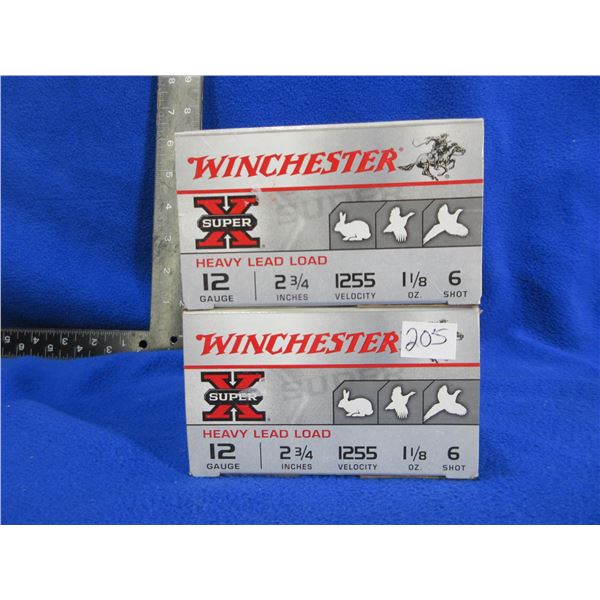 WINCHESTER
X
SUPER
HEAVY LEAD LOAD
12 2 3/4 1255 1 1/8 6
GAUGE INCHES VELOCITY OZ. SHOT
WINCHESTER 205
X
SUPER
HEAVY LEAD LOAD
12 2 3/4 1255 1 1/8 6
GAUGE INCHES VELOCITY OZ. SHOT